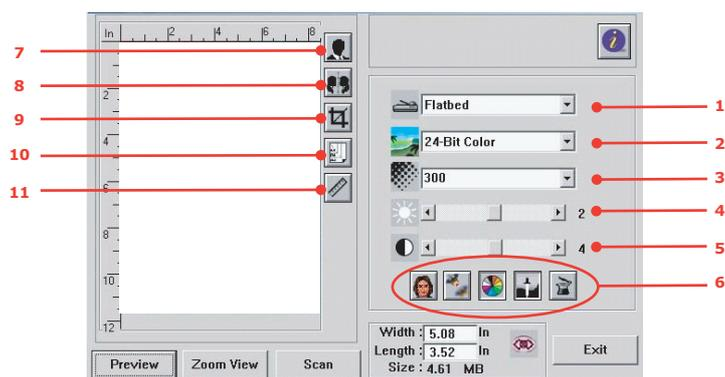 In 2 4 6 8
2
4
6
8
10
12
7
8
9
10
11
Flatbed
24-Bit Color
300
2
4
1
2
3
4
5
6
Width : 5.08 In
Length : 3.52 In
Size : 4.61 MB
Preview Zoom View Scan Exit